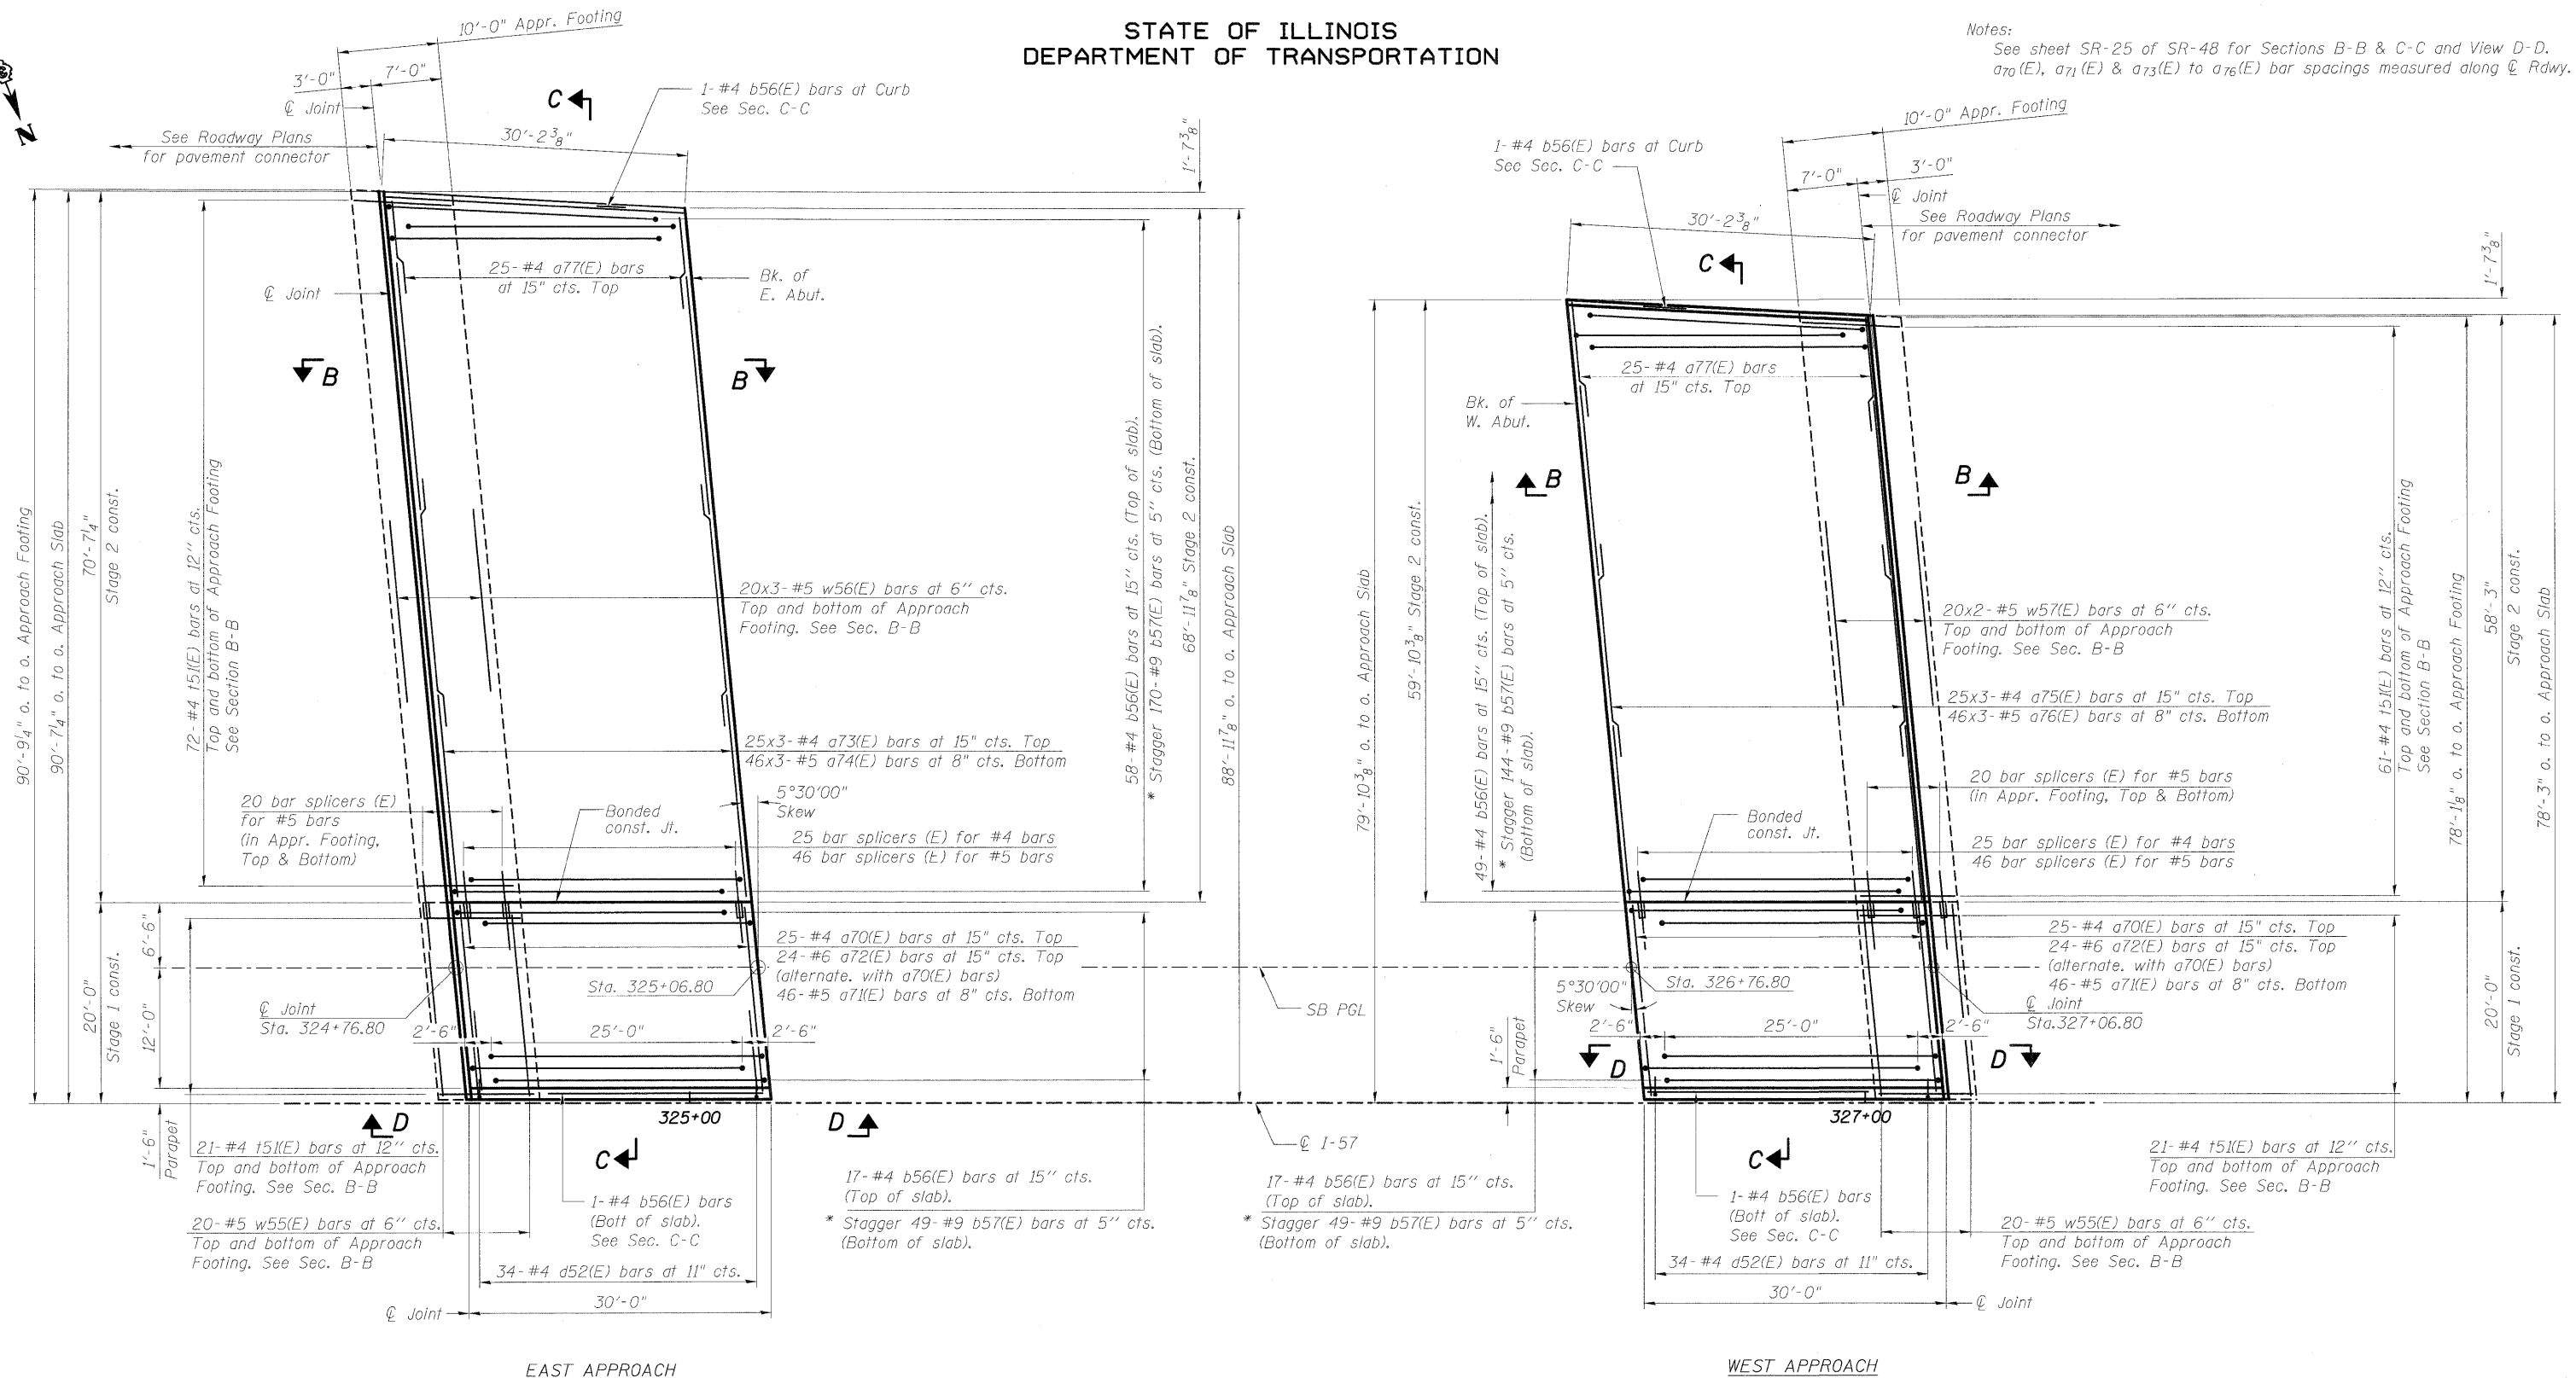 STATE OF ILLINOIS
DEPARTMENT OF TRANSPORTATION
Notes:
See sheet SR-25 of SR-48 for Sections B-B & C-C and View D-D.
a70(E), a71(E) & a73(E) to a76(E) bar spacings measured along ℄ Rdwy.
N
10'-0" Appr. Footing
3'-0"
7'-0"
℄ Joint
See Roadway Plans
for pavement connector
30'-2 3/8"
C
1-#4 b56(E) bars at Curb
See Sec. C-C
1'-7 3/8"
25-#4 a77(E) bars
at 15" cts. Top
℄ Joint
Bk. of
E. Abut.
B
B
90'-9 1/4" o. to o. Approach Footing
90'-7 1/4" o. to o. Approach Slab
70'-7 1/4"
Stage 2 const.
72-#4 t51(E) bars at 12" cts.
Top and bottom of Approach Footing
See Section B-B
20x3-#5 w56(E) bars at 6" cts.
Top and bottom of Approach
Footing. See Sec. B-B
58-#4 b56(E) bars at 15" cts. (Top of slab).
* Stagger 170-#9 b57(E) bars at 5" cts. (Bottom of slab).
68'-11 7/8" Stage 2 const.
88'-11 7/8" o. to o. Approach Slab
25x3-#4 a73(E) bars at 15" cts. Top
46x3-#5 a74(E) bars at 8" cts. Bottom
5°30'00"
Skew
20 bar splicers (E)
for #5 bars
(in Appr. Footing,
Top & Bottom)
Bonded
const. Jt.
25 bar splicers (E) for #4 bars
46 bar splicers (E) for #5 bars
6'-6"
12'-0"
20'-0"
Stage 1 const.
25-#4 a70(E) bars at 15" cts. Top
24-#6 a72(E) bars at 15" cts. Top
(alternate. with a70(E) bars)
46-#5 a71(E) bars at 8" cts. Bottom
Sta. 325+06.80
℄ Joint
Sta. 324+76.80
2'-6"
25'-0"
2'-6"
SB PGL
1'-6"
Parapet
D
325+00
D
℄ I-57
21-#4 t51(E) bars at 12" cts.
Top and bottom of Approach
Footing. See Sec. B-B
C
1-#4 b56(E) bars
(Bott of slab).
See Sec. C-C
17-#4 b56(E) bars at 15" cts.
(Top of slab).
* Stagger 49-#9 b57(E) bars at 5" cts.
(Bottom of slab).
20-#5 w55(E) bars at 6" cts.
Top and bottom of Approach
Footing. See Sec. B-B
34-#4 d52(E) bars at 11" cts.
30'-0"
℄ Joint
EAST APPROACH
10'-0" Appr. Footing
7'-0"
3'-0"
℄ Joint
See Roadway Plans
for pavement connector
1-#4 b56(E) bars at Curb
See Sec. C-C
30'-2 3/8"
C
1'-7 3/8"
25-#4 a77(E) bars
at 15" cts. Top
Bk. of
W. Abut.
B
B
79'-10 3/8" o. to o. Approach Slab
59'-10 3/8" Stage 2 const.
49-#4 b56(E) bars at 15" cts. (Top of slab).
* Stagger 144-#9 b57(E) bars at 5" cts.
(Bottom of slab).
20x2-#5 w57(E) bars at 6" cts.
Top and bottom of Approach
Footing. See Sec. B-B
25x3-#4 a75(E) bars at 15" cts. Top
46x3-#5 a76(E) bars at 8" cts. Bottom
61-#4 t51(E) bars at 12" cts.
Top and bottom of Approach Footing
See Section B-B
78'-1 1/8" o. to o. Approach Footing
58'-3"
Stage 2 const.
78'-3" o. to o. Approach Slab
20 bar splicers (E) for #5 bars
(in Appr. Footing, Top & Bottom)
Bonded
const. Jt.
25 bar splicers (E) for #4 bars
46 bar splicers (E) for #5 bars
25-#4 a70(E) bars at 15" cts. Top
24-#6 a72(E) bars at 15" cts. Top
(alternate. with a70(E) bars)
46-#5 a71(E) bars at 8" cts. Bottom
20'-0"
Stage 1 const.
5°30'00"
Skew
Sta. 326+76.80
℄ Joint
Sta.327+06.80
2'-6"
25'-0"
2'-6"
1'-6"
Parapet
D
D
327+00
17-#4 b56(E) bars at 15" cts.
(Top of slab).
* Stagger 49-#9 b57(E) bars at 5" cts.
(Bottom of slab).
C
1-#4 b56(E) bars
(Bott of slab).
See Sec. C-C
21-#4 t51(E) bars at 12" cts.
Top and bottom of Approach
Footing. See Sec. B-B
20-#5 w55(E) bars at 6" cts.
Top and bottom of Approach
Footing. See Sec. B-B
34-#4 d52(E) bars at 11" cts.
30'-0"
℄ Joint
WEST APPROACH